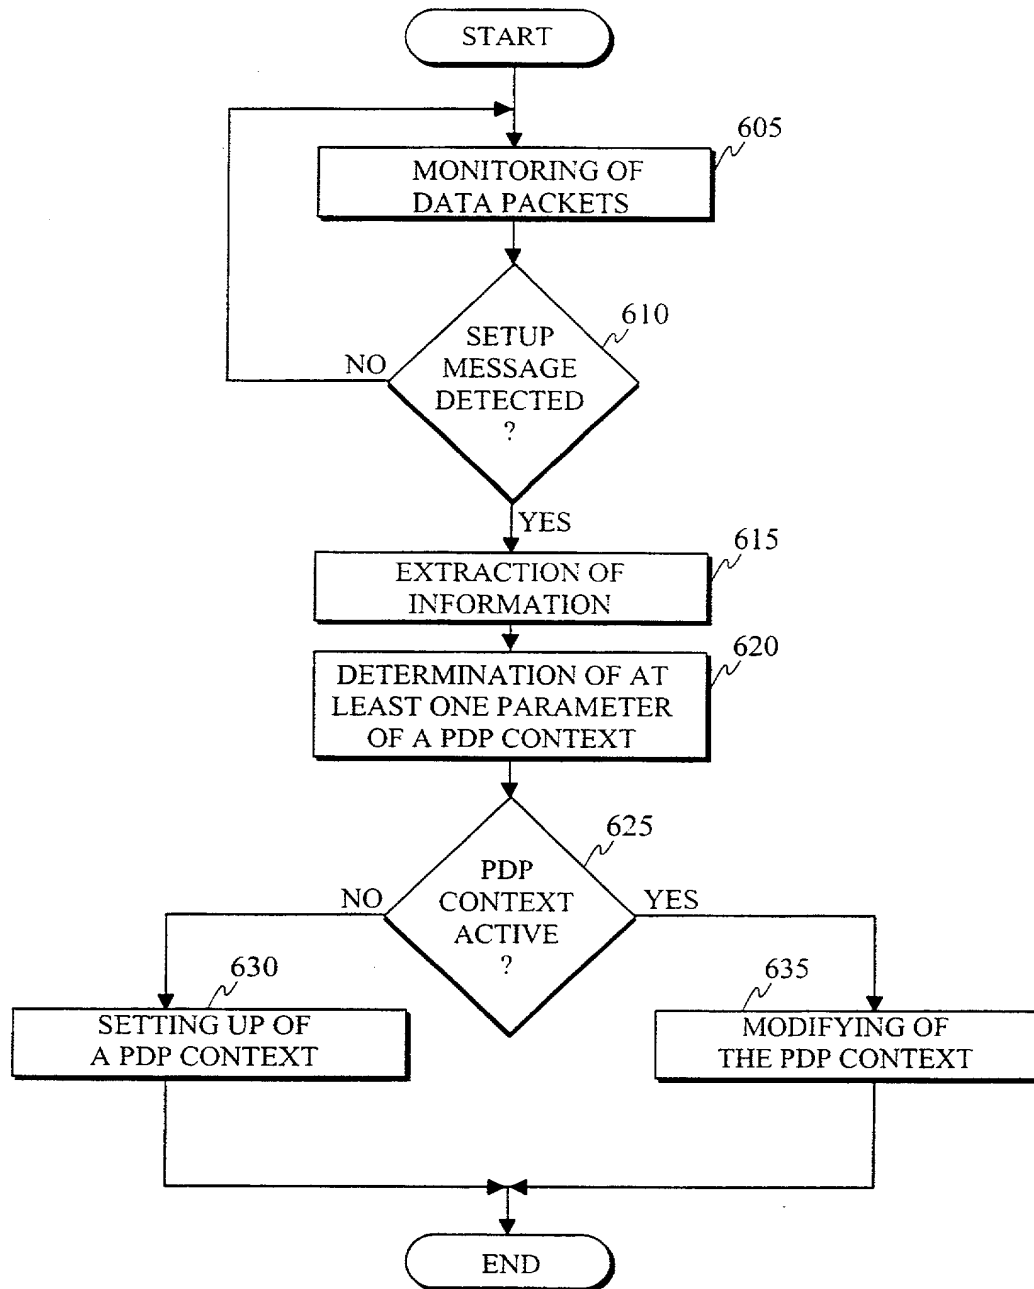 START
605
MONITORING OF
DATA PACKETS
610
SETUP
MESSAGE
DETECTED
?
NO
YES
615
EXTRACTION OF
INFORMATION
620
DETERMINATION OF AT
LEAST ONE PARAMETER
OF A PDP CONTEXT
625
PDP
CONTEXT
ACTIVE
?
NO
YES
630
SETTING UP OF
A PDP CONTEXT
635
MODIFYING OF
THE PDP CONTEXT
END